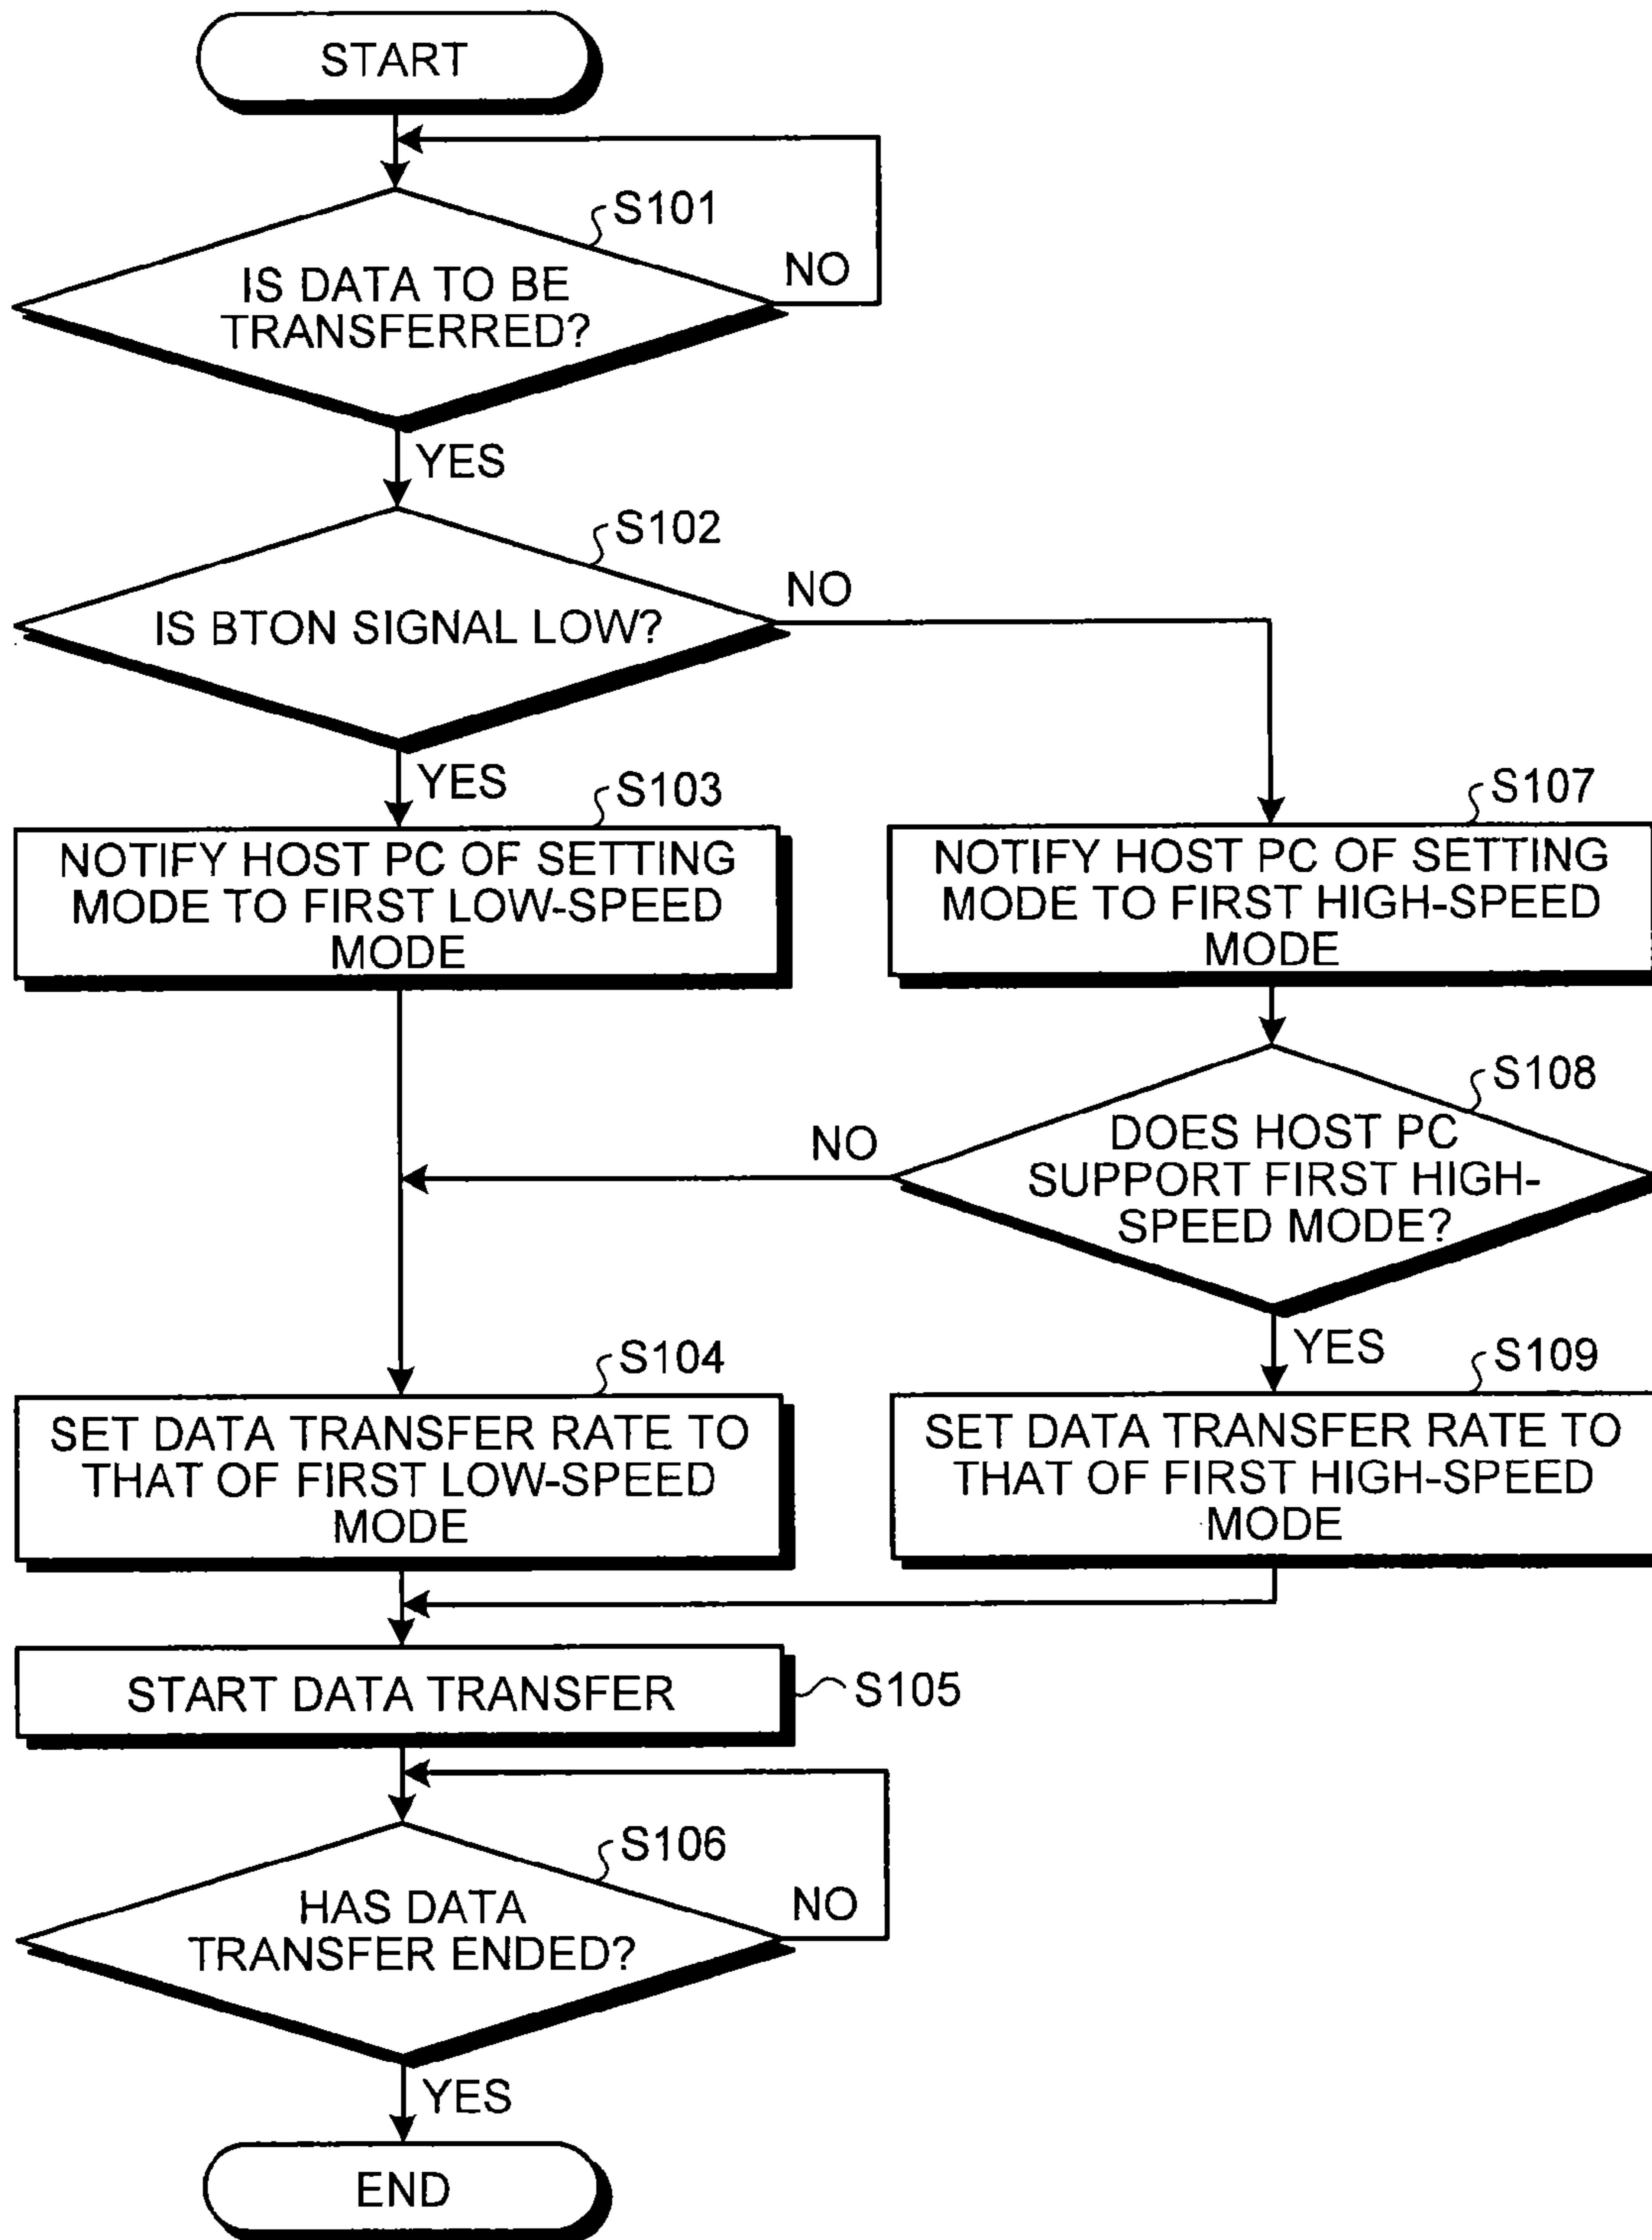 START
S101
IS DATA TO BE
TRANSFERRED?
NO
YES
S102
IS BTON SIGNAL LOW?
NO
YES
S103
NOTIFY HOST PC OF SETTING
MODE TO FIRST LOW-SPEED
MODE
S107
NOTIFY HOST PC OF SETTING
MODE TO FIRST HIGH-SPEED
MODE
S108
DOES HOST PC
SUPPORT FIRST HIGH-
SPEED MODE?
NO
YES
S104
SET DATA TRANSFER RATE TO
THAT OF FIRST LOW-SPEED
MODE
S109
SET DATA TRANSFER RATE TO
THAT OF FIRST HIGH-SPEED
MODE
START DATA TRANSFER
S105
S106
HAS DATA
TRANSFER ENDED?
NO
YES
END